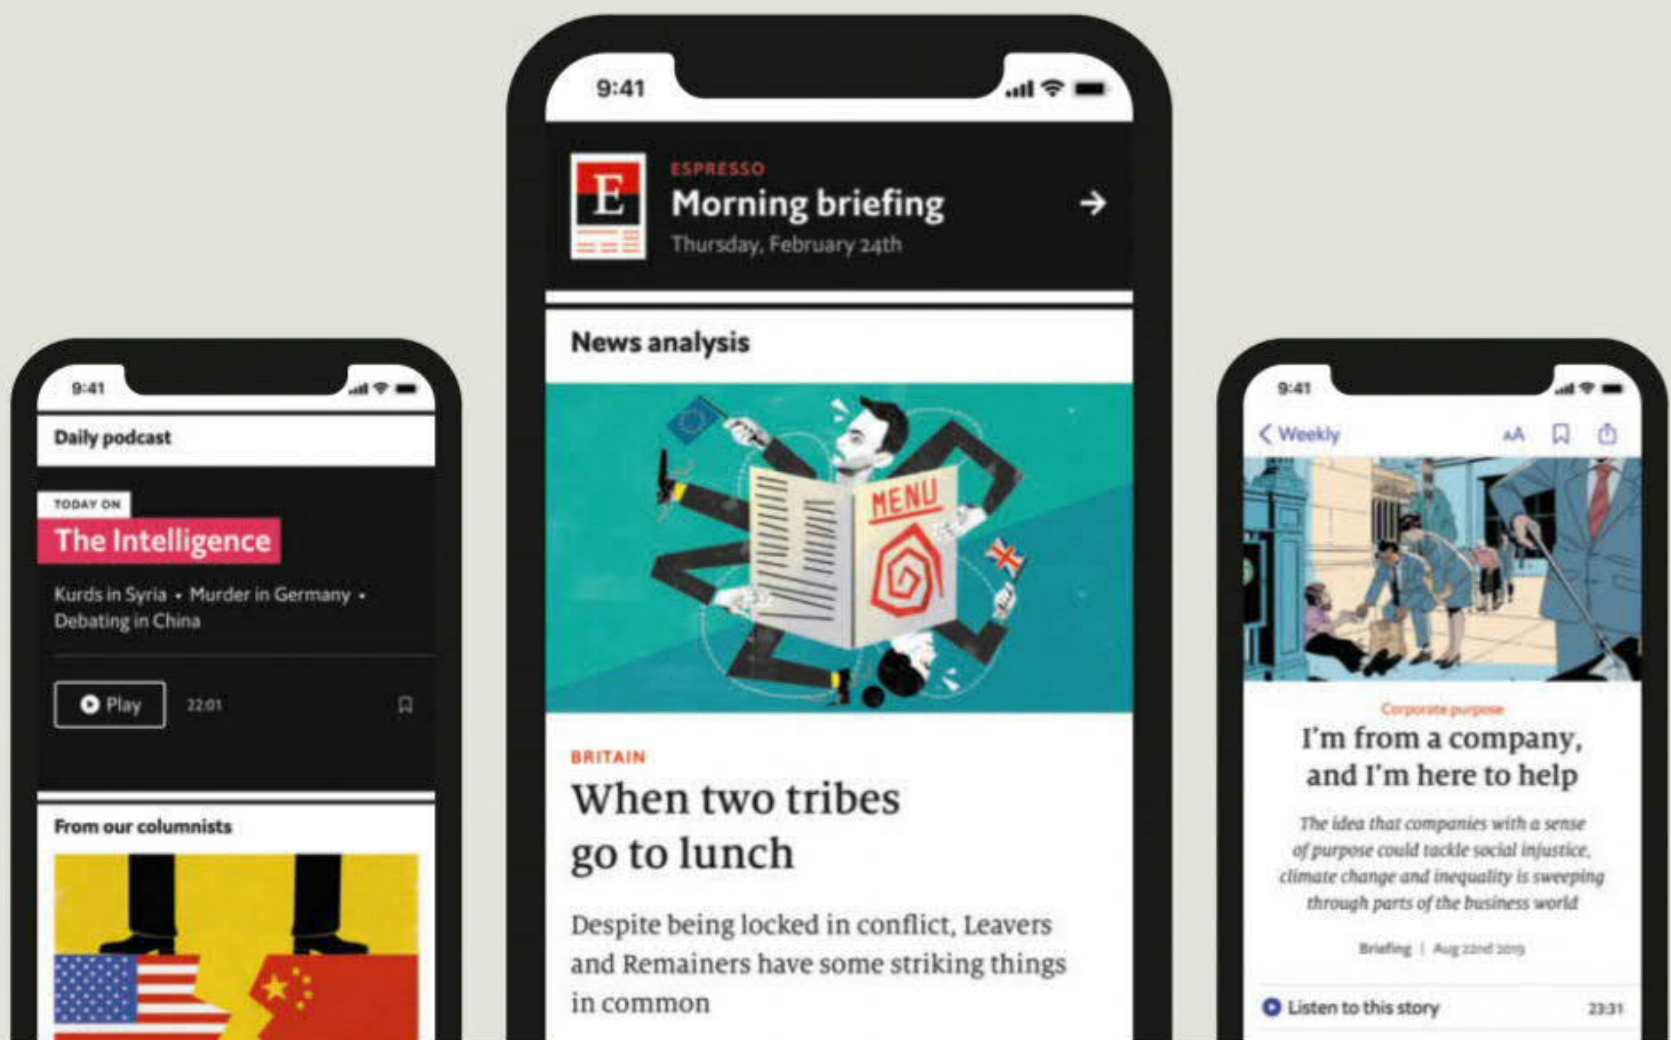 9:41
Daily podcast
TODAY ON
The Intelligence
Kurds in Syria • Murder in Germany •
Debating in China
Play 22:01
From our columnists
9:41
E
ESPRESSO
Morning briefing
Thursday, February 24th
News analysis
MENU
BRITAIN
When two tribes
go to lunch
Despite being locked in conflict, Leavers
and Remainers have some striking things
in common
9:41
Weekly
AA
Corporate purpose
I'm from a company,
and I'm here to help
The idea that companies with a sense
of purpose could tackle social injustice,
climate change and inequality is sweeping
through parts of the business world
Briefing | Aug 22nd 2019
Listen to this story 23:31